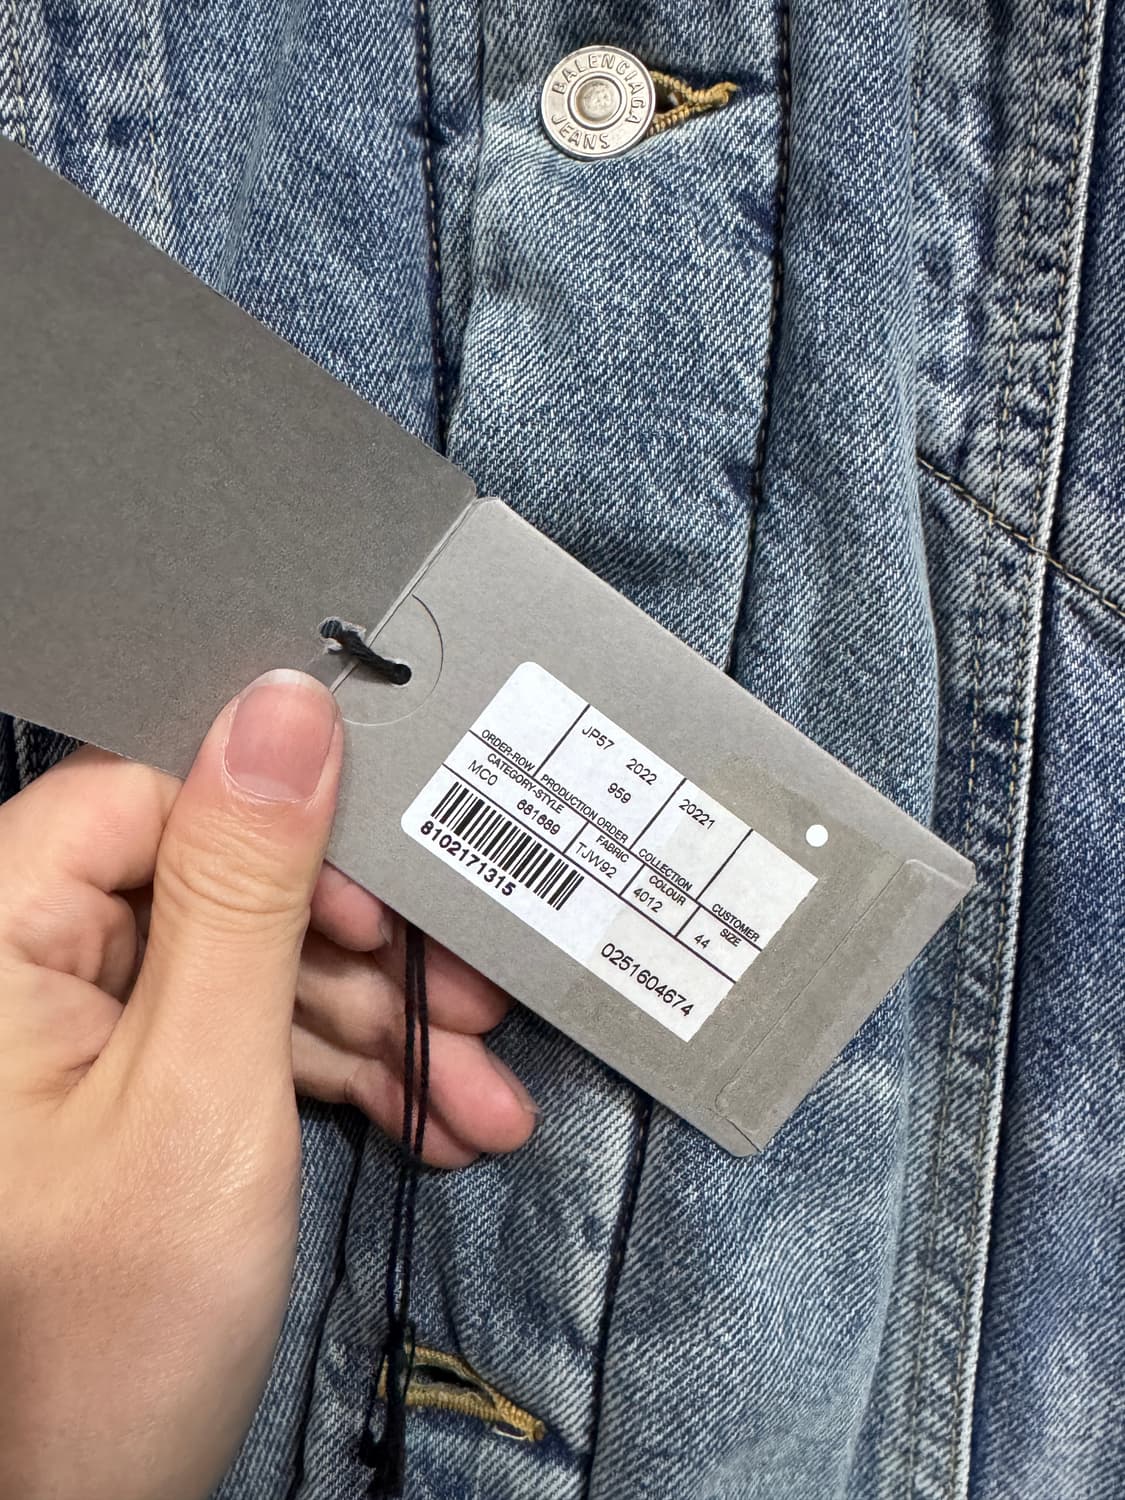 BALENCIAGA
JEANS
JP57 2022
959
20221
ORDER-ROW
PRODUCTION ORDER
COLLECTION
CUSTOMER
CATEGORY-STYLE
FABRIC
COLOUR
SIZE
MC0 681689
TJW92
4012
44
8102171315
0251604674